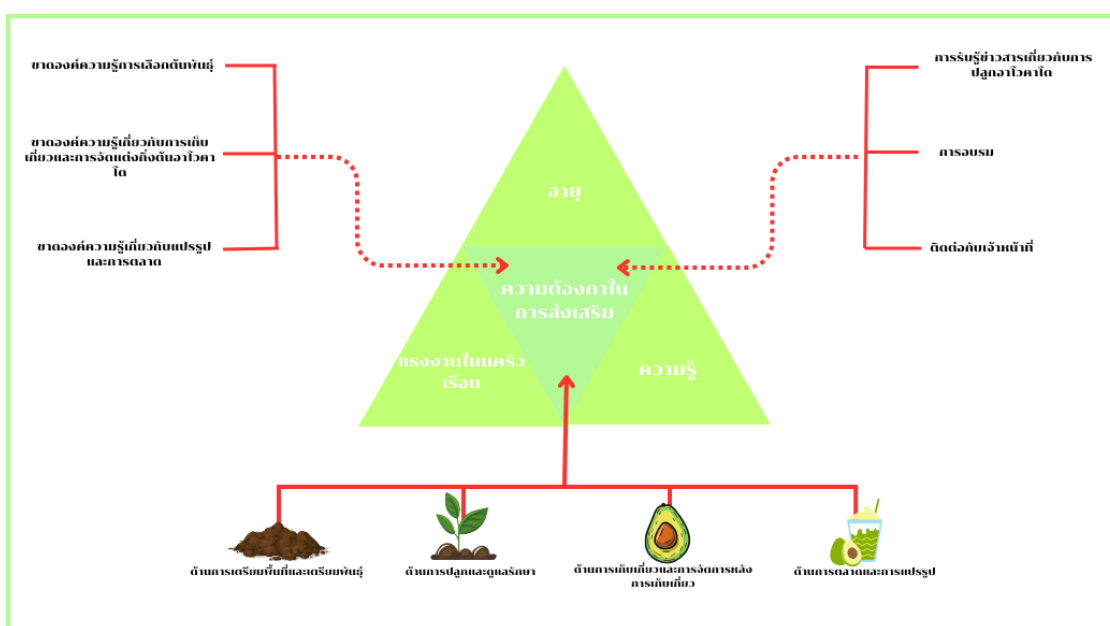 ขาดองค์ความรู้การเลือกต้นพันธุ์
ขาดองค์ความรู้เกี่ยวกับการเก็บ
เกี่ยวและการจัดแต่งกิ่งต้นอาโวคา
โด
ขาดองค์ความรู้เกี่ยวกับแปรรูป
และการตลาด
การรับรู้ข่าวสารเกี่ยวกับการ
ปลูกอาโวคาโด
การอบรม
ติดต่อกับเจ้าหน้าที่
อายุ
ความต้องกาใน
การส่งเสริม
แรงงานในนครัว
เรือน
ความรู้
ด้านการเตรียมพื้นที่และเตรียมพันธุ์
ด้านการปลูกและดูแลรักษา
ด้านการเก็บเกี่ยวและการจัดการหลัง
การเก็บเกี่ยว
ด้านการตลาดและการแปรรูป